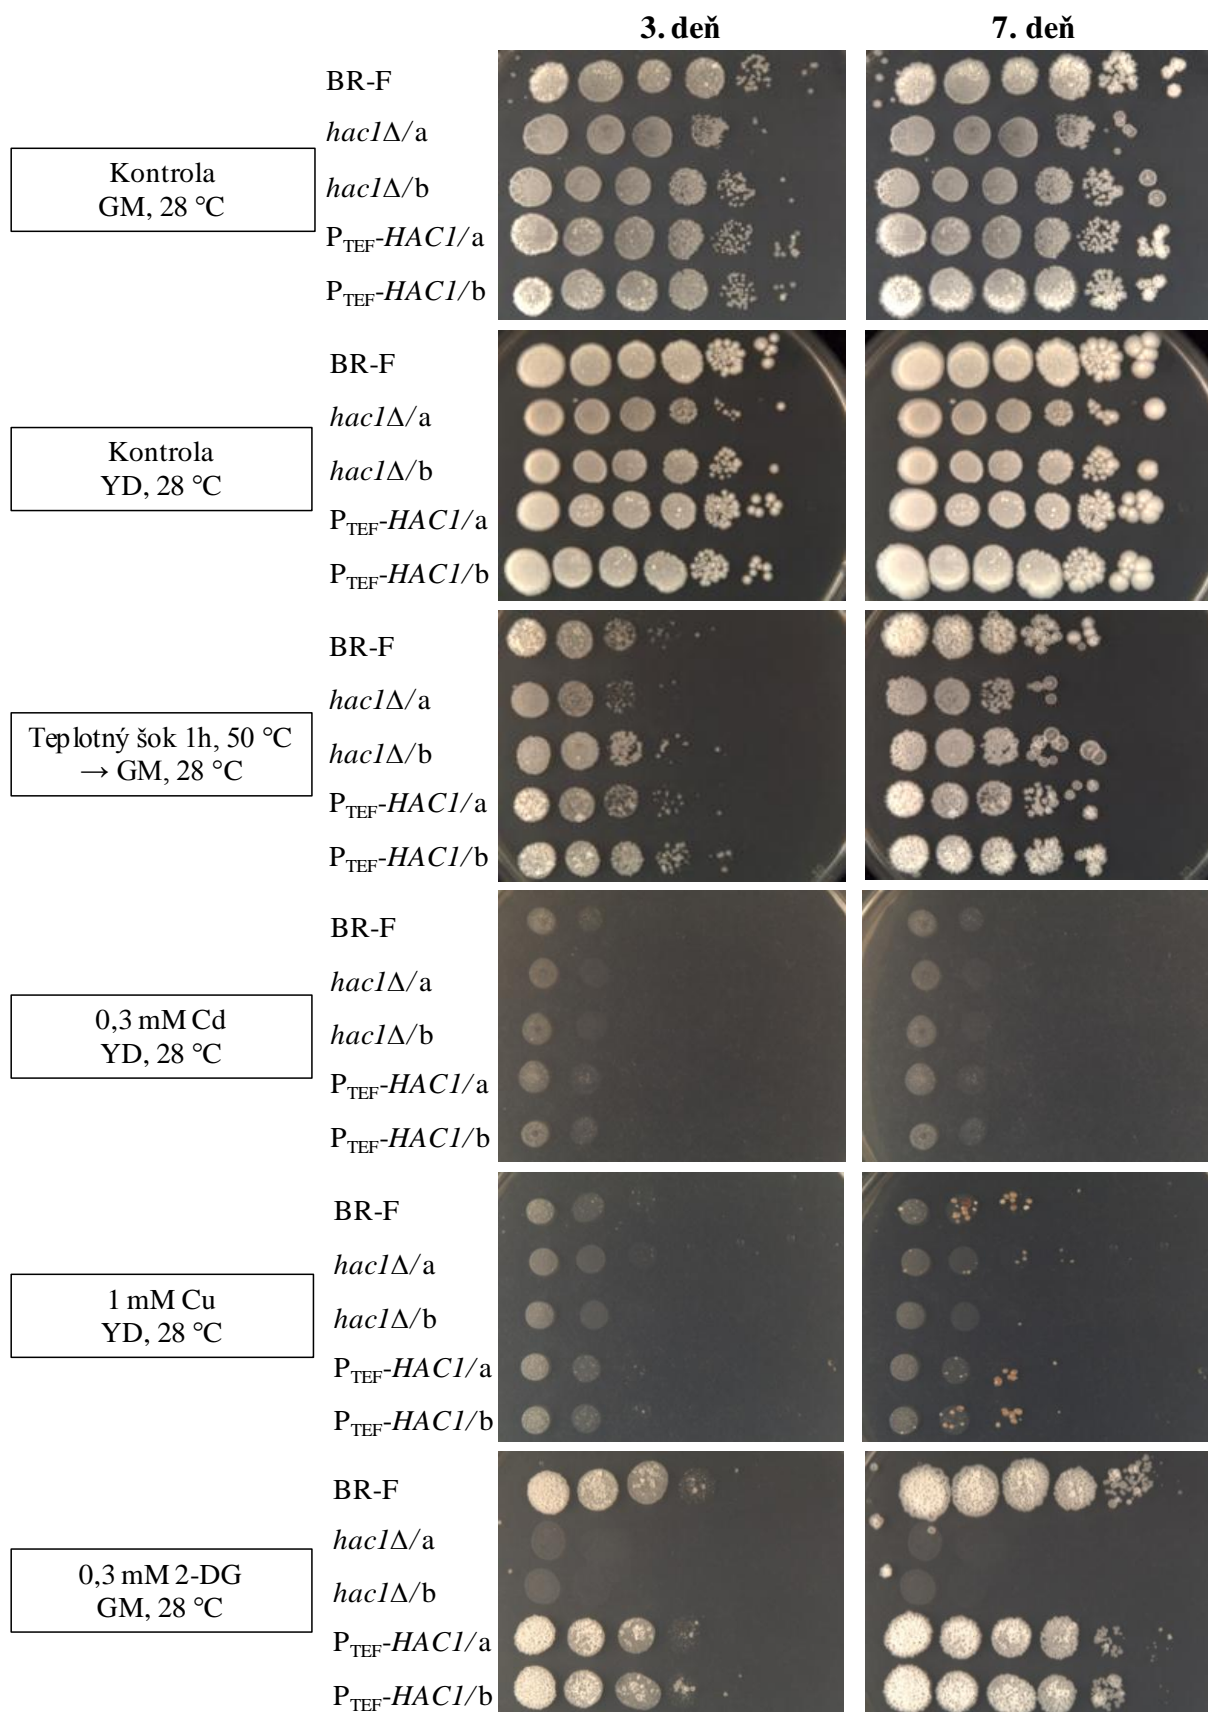 3. deň
7. deň
Kontrola
GM, 28 °C
BR-F
hac1Δ/a
hac1Δ/b
PTEF-HAC1/a
PTEF-HAC1/b
Kontrola
YD, 28 °C
BR-F
hac1Δ/a
hac1Δ/b
PTEF-HAC1/a
PTEF-HAC1/b
Teplotný šok 1h, 50 °C
→ GM, 28 °C
BR-F
hac1Δ/a
hac1Δ/b
PTEF-HAC1/a
PTEF-HAC1/b
0,3 mM Cd
YD, 28 °C
BR-F
hac1Δ/a
hac1Δ/b
PTEF-HAC1/a
PTEF-HAC1/b
1 mM Cu
YD, 28 °C
BR-F
hac1Δ/a
hac1Δ/b
PTEF-HAC1/a
PTEF-HAC1/b
0,3 mM 2-DG
GM, 28 °C
BR-F
hac1Δ/a
hac1Δ/b
PTEF-HAC1/a
PTEF-HAC1/b